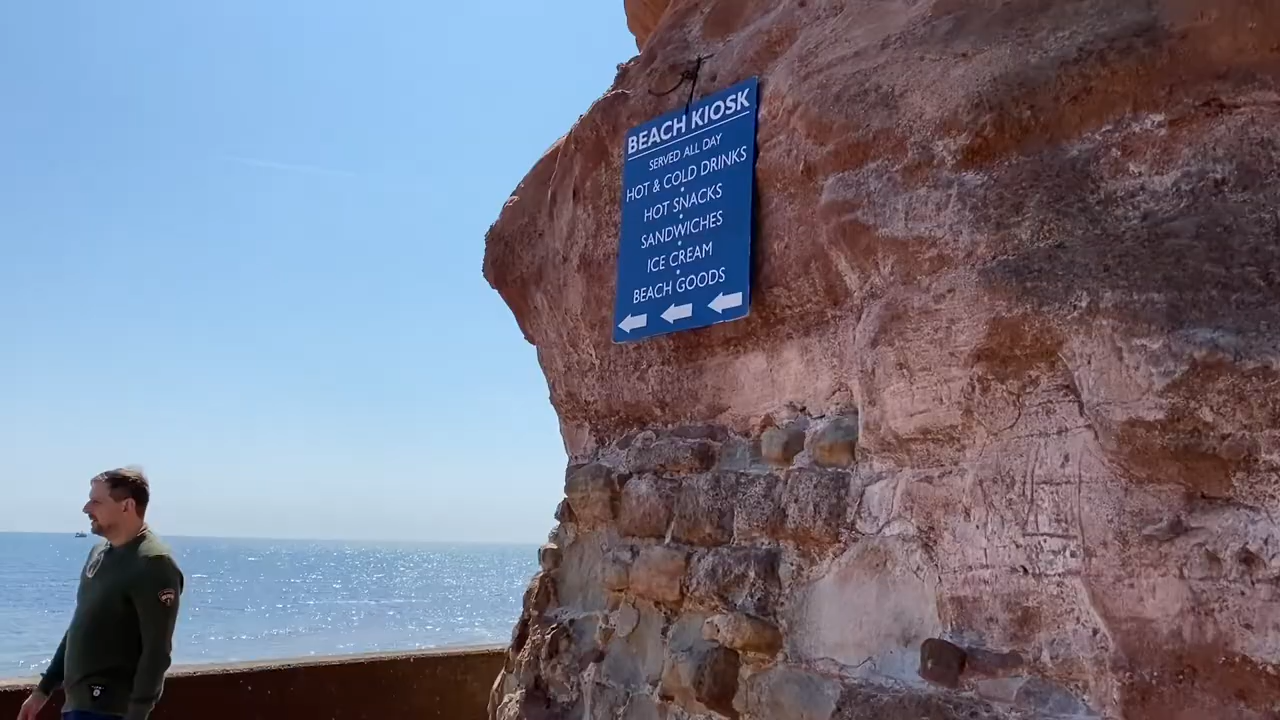 BEACH KIOSK
SERVED ALL DAY
HOT & COLD DRINKS
HOT SNACKS
SANDWICHES
ICE CREAM
BEACH GOODS